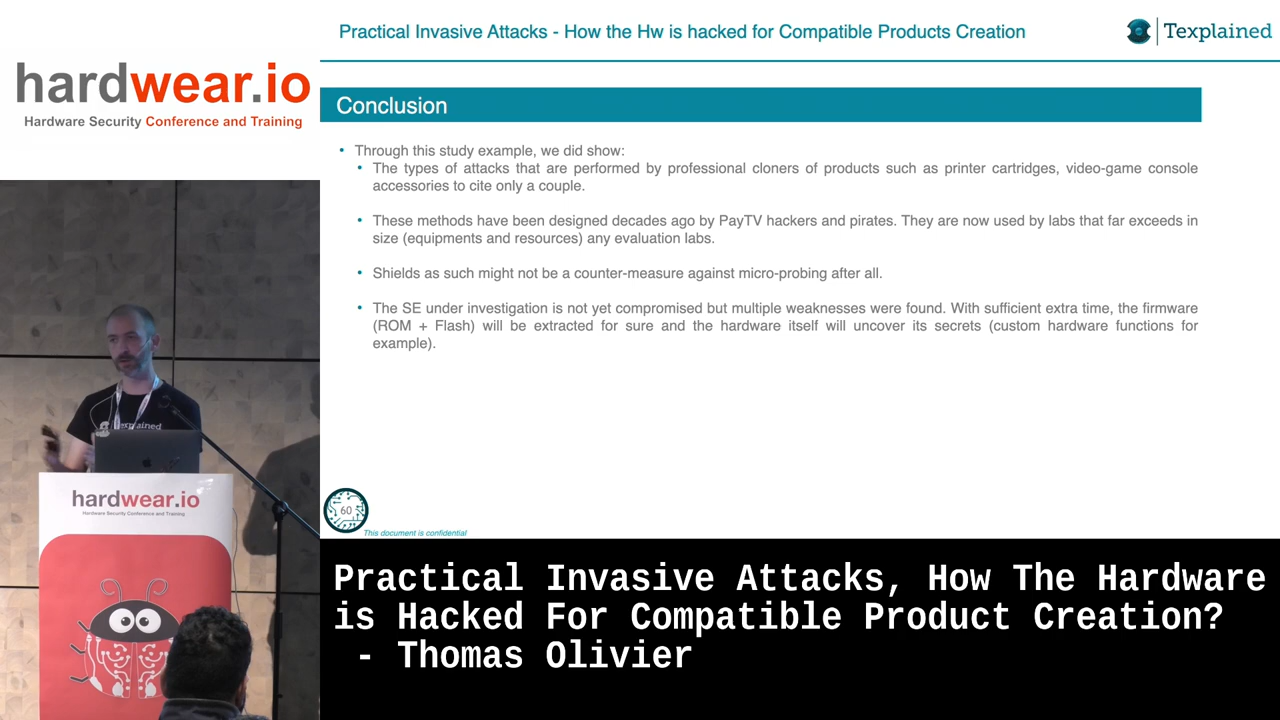 Practical Invasive Attacks - How the Hw is hacked for Compatible Products Creation
Texplained
hardwear.io
Hardware Security Conference and Training
Conclusion
• Through this study example, we did show:
• The types of attacks that are performed by professional cloners of products such as printer cartridges, video-game console
accessories to cite only a couple.
• These methods have been designed decades ago by PayTV hackers and pirates. They are now used by labs that far exceeds in
size (equipments and resources) any evaluation labs.
• Shields as such might not be a counter-measure against micro-probing after all.
• The SE under investigation is not yet compromised but multiple weaknesses were found. With sufficient extra time, the firmware
(ROM + Flash) will be extracted for sure and the hardware itself will uncover its secrets (custom hardware functions for
example).
Texplained
hardwear.io
Hardware Security Conference and Training
60
This document is confidential
Practical Invasive Attacks, How The Hardware
is Hacked For Compatible Product Creation?
- Thomas Olivier